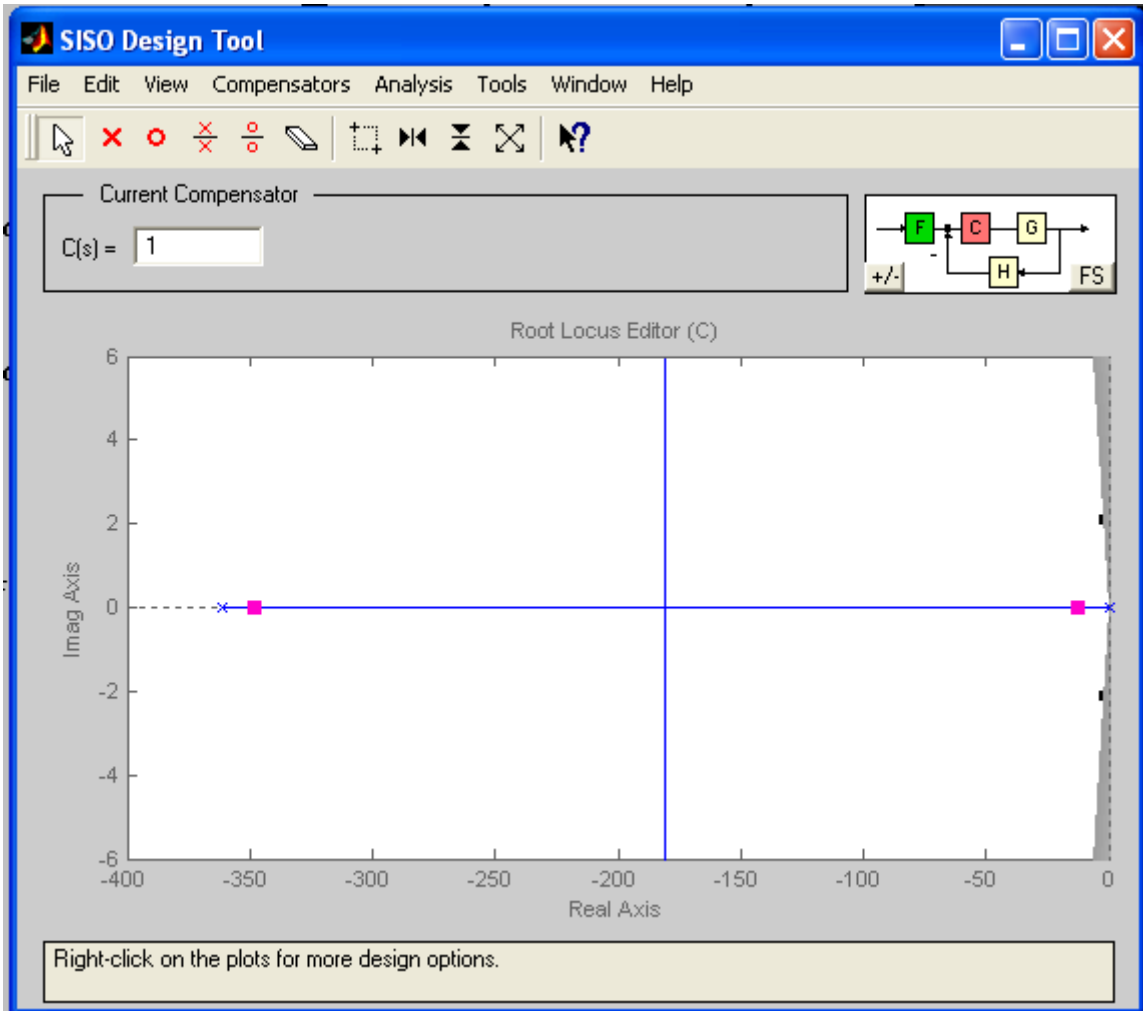 SISO Design Tool
File Edit View Compensators Analysis Tools Window Help
Current Compensator
C(s) = 1
F C G
+/- - H FS
Root Locus Editor (C)
6
4
2
0
-2
-4
-6
Imag Axis
-400 -350 -300 -250 -200 -150 -100 -50 0
Real Axis
Right-click on the plots for more design options.